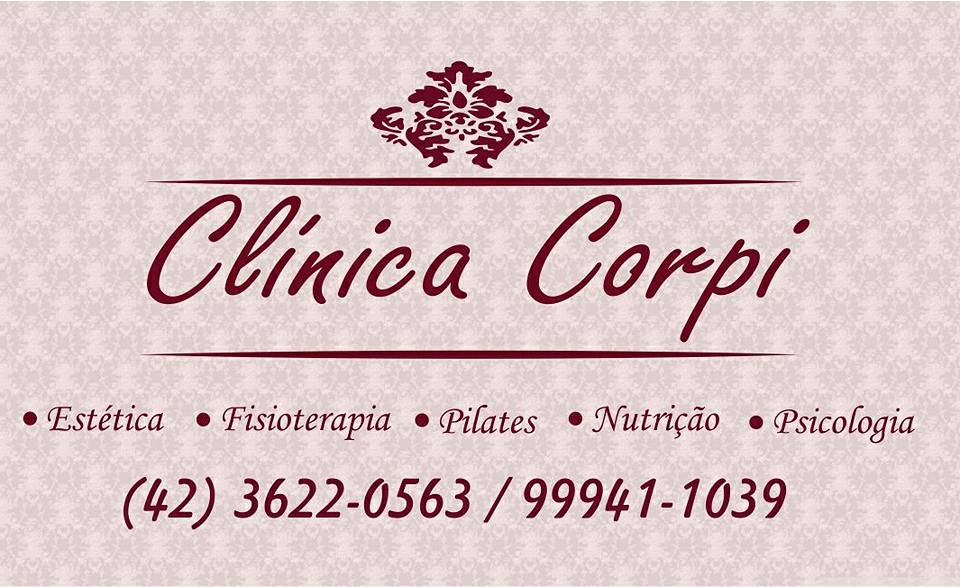 Clínica Corpi
• Estética • Fisioterapia • Pilates • Nutrição • Psicologia
(42) 3622-0563 / 99941-1039